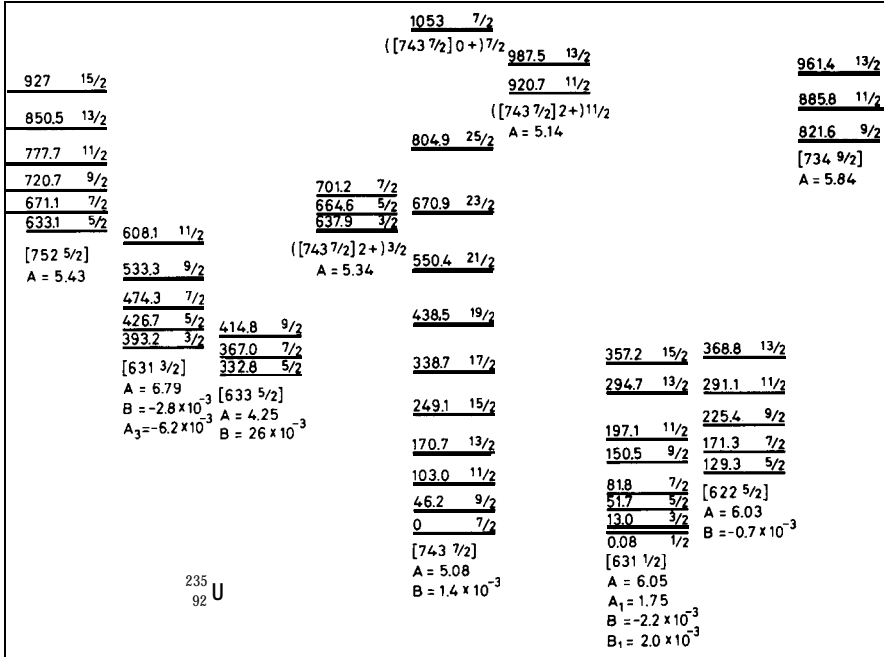 927 15/2
850.5 13/2
777.7 11/2
720.7 9/2
671.1 7/2
633.1 5/2
[752 5/2]
A = 5.43
608.1 11/2
533.3 9/2
474.3 7/2
426.7 5/2
393.2 3/2
[631 3/2]
A = 6.79
B = -2.8 × 10⁻³
A₃=-6.2×10⁻³
414.8 9/2
367.0 7/2
332.8 5/2
[633 5/2]
A = 4.25
B = 26 × 10⁻³
701.2 7/2
664.6 5/2
637.9 3/2
([743 7/2] 2+) 3/2
A = 5.34
1053 7/2
([743 7/2] 0+) 7/2
804.9 25/2
670.9 23/2
550.4 21/2
438.5 19/2
338.7 17/2
249.1 15/2
170.7 13/2
103.0 11/2
46.2 9/2
0 7/2
[743 7/2]
A = 5.08
B = 1.4 × 10⁻³
987.5 13/2
920.7 11/2
([743 7/2] 2+) 11/2
A = 5.14
357.2 15/2
294.7 13/2
197.1 11/2
150.5 9/2
81.8 7/2
51.7 5/2
13.0 3/2
0.08 1/2
[631 1/2]
A = 6.05
A₁ = 1.75
B = -2.2 × 10⁻³
B₁ = 2.0 × 10⁻³
368.8 13/2
291.1 11/2
225.4 9/2
171.3 7/2
129.3 5/2
[622 5/2]
A = 6.03
B = -0.7 × 10⁻³
961.4 13/2
885.8 11/2
821.6 9/2
[734 9/2]
A = 5.84
235
92 U